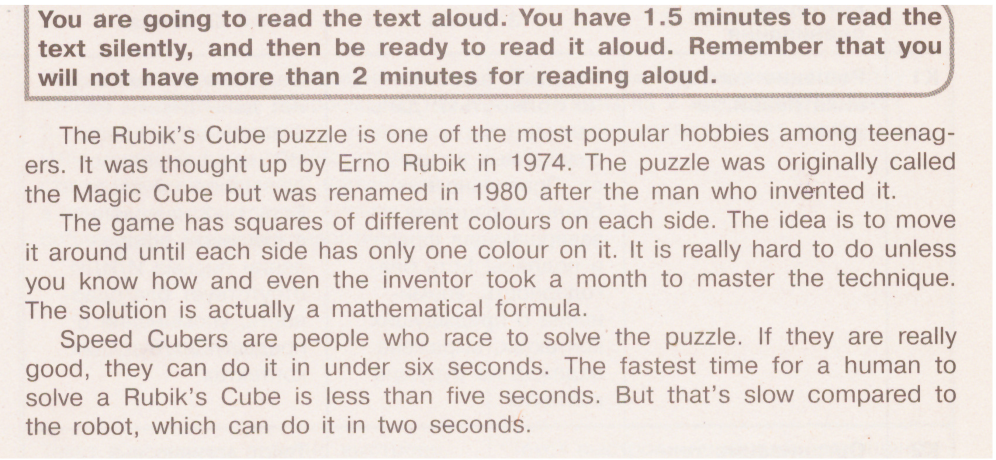 You are going to read the text aloud. You have 1.5 minutes to read the
text silently, and then be ready to read it aloud. Remember that you
will not have more than 2 minutes for reading aloud.
The Rubik's Cube puzzle is one of the most popular hobbies among teenag-
ers. It was thought up by Erno Rubik in 1974. The puzzle was originally called
the Magic Cube but was renamed in 1980 after the man who invented it.
The game has squares of different colours on each side. The idea is to move
it around until each side has only one colour on it. It is really hard to do unless
you know how and even the inventor took a month to master the technique.
The solution is actually a mathematical formula.
Speed Cubers are people who race to solve the puzzle. If they are really
good, they can do it in under six seconds. The fastest time for a human to
solve a Rubik's Cube is less than five seconds. But that's slow compared to
the robot, which can do it in two seconds.